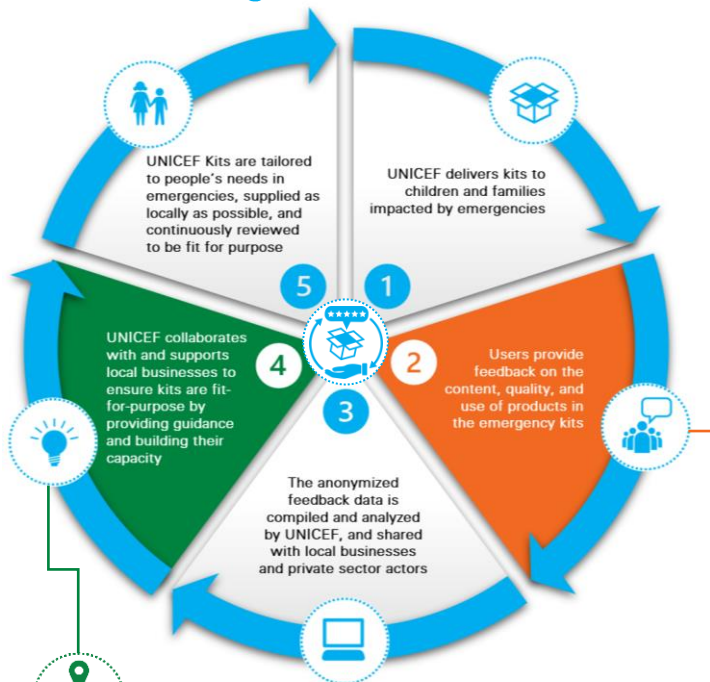 UNICEF delivers kits to
children and families
impacted by emergencies
1
2
Users provide
feedback on the
content, quality, and
use of products in
the emergency kits
3
The anonymized
feedback data is
compiled and analyzed
by UNICEF, and shared
with local businesses
and private sector actors
4
UNICEF collaborates
with and supports
local businesses to
ensure kits are fit-
for-purpose by
providing guidance
and building their
capacity
5
UNICEF Kits are tailored
to people's needs in
emergencies, supplied as
locally as possible, and
continuously reviewed
to be fit for purpose